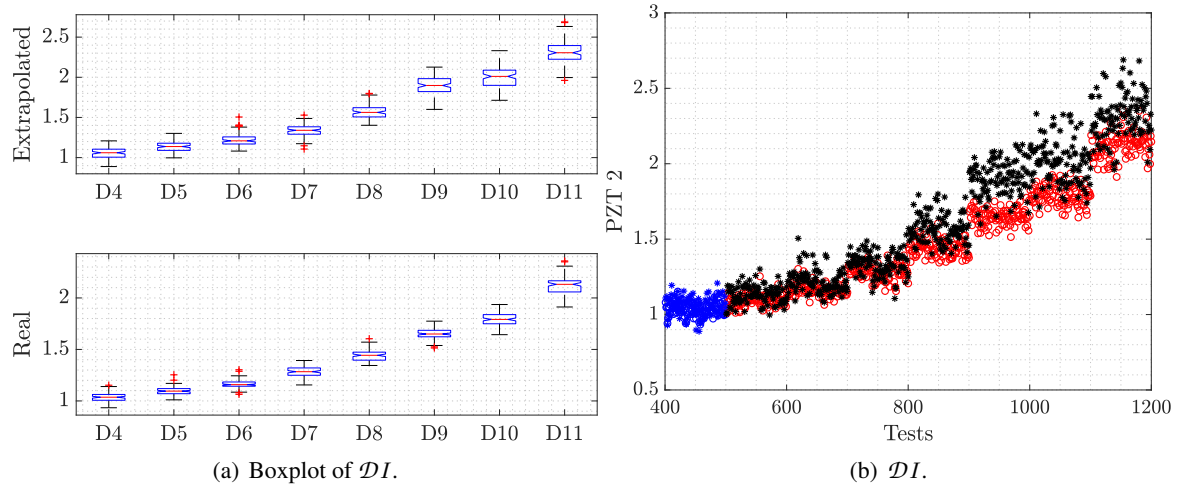 Extrapolated
2.5
2
1.5
1
D4 D5 D6 D7 D8 D9 D10 D11
Real
2
1.5
1
D4 D5 D6 D7 D8 D9 D10 D11
(a) Boxplot of DI.
PZT 2
3
2.5
2
1.5
1
0.5
400 600 800 1000 1200
Tests
(b) DI.